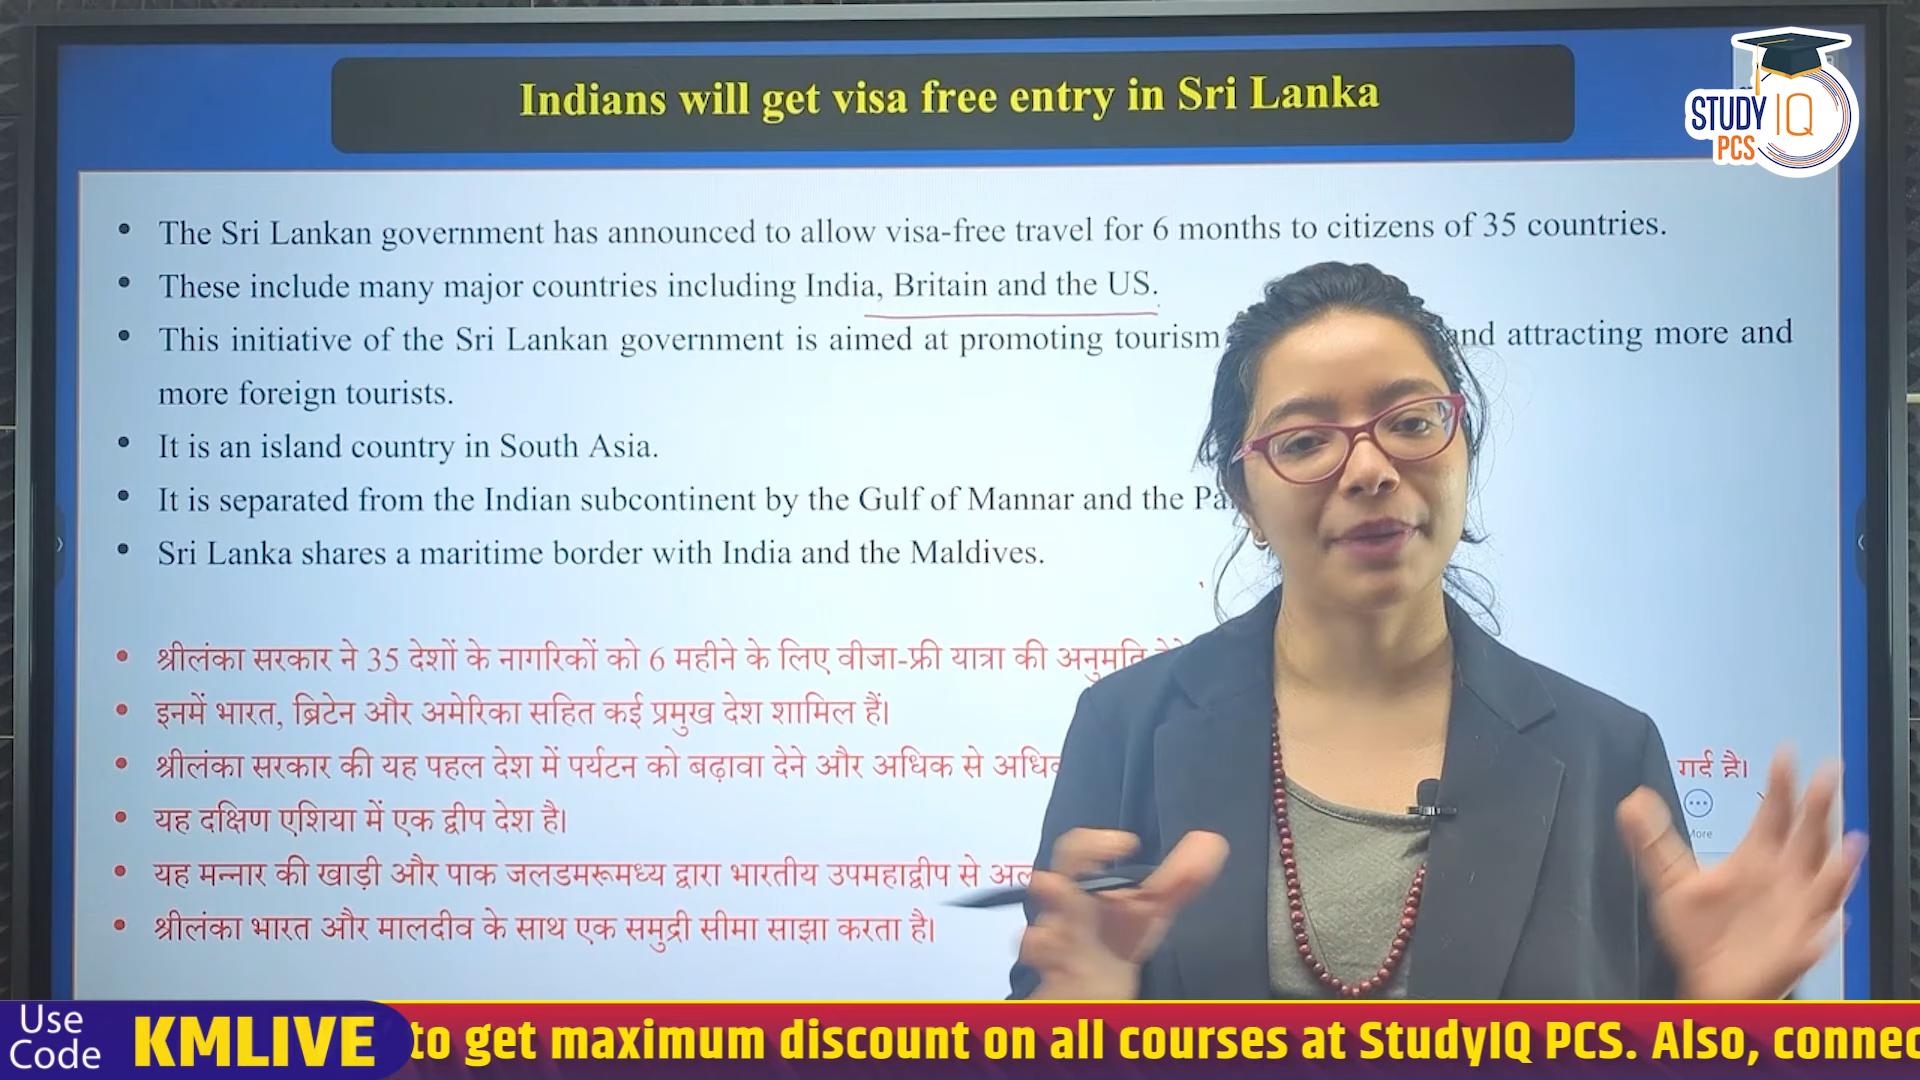 Indians will get visa free entry in Sri Lanka
STUDY IQ
PCS
• The Sri Lankan government has announced to allow visa-free travel for 6 months to citizens of 35 countries.
• These include many major countries including India, Britain and the US.
• This initiative of the Sri Lankan government is aimed at promoting tourism and attracting more and
more foreign tourists.
• It is an island country in South Asia.
• It is separated from the Indian subcontinent by the Gulf of Mannar and the
• Sri Lanka shares a maritime border with India and the Maldives.
• श्रीलंका सरकार ने 35 देशों के नागरिकों को 6 महीने के लिए वीजा-फ्री यात्रा की अनुमति
• इनमें भारत, ब्रिटेन और अमेरिका सहित कई प्रमुख देश शामिल हैं।
• श्रीलंका सरकार की यह पहल देश में पर्यटन को बढ़ावा देने और अधिक से गई है।
• यह दक्षिण एशिया में एक द्वीप देश है।
More
• यह मन्नार की खाड़ी और पाक जलडमरूमध्य द्वारा भारतीय उपमहाद्वीप से
• श्रीलंका भारत और मालदीव के साथ एक समुद्री सीमा साझा करता है।
Use
Code
KMLIVE
to get maximum discount on all courses at StudyIQ PCS. Also, connec